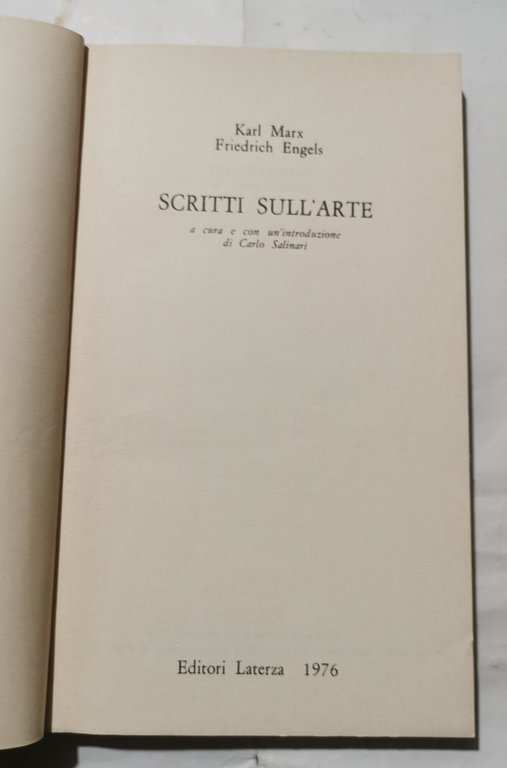 Karl Marx
Friedrich Engels
SCRITTI SULL'ARTE
a cura e con un'introduzione
di Carlo Salinari
Editori Laterza 1976